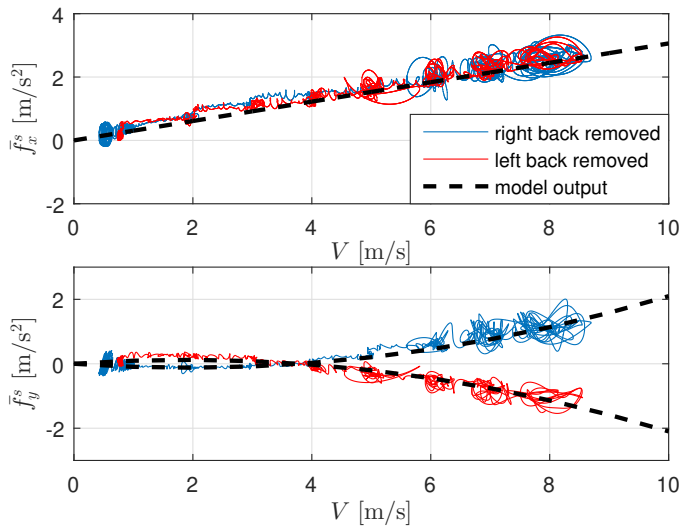 4
2
0
-2
f̄ₓˢ [m/s²]
right back removed
left back removed
model output
0 2 4 6 8 10
V [m/s]
2
0
-2
f̄ᵧˢ [m/s²]
0 2 4 6 8 10
V [m/s]